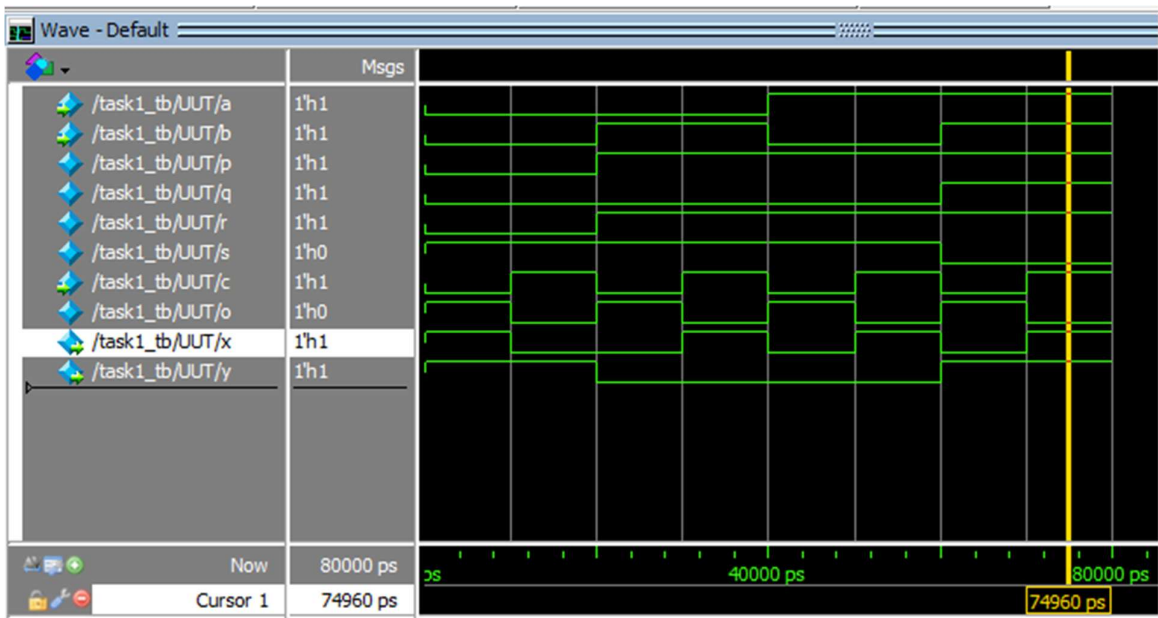 Wave - Default
Msgs
/task1_tb/UUT/a 1'h1
/task1_tb/UUT/b 1'h1
/task1_tb/UUT/p 1'h1
/task1_tb/UUT/q 1'h1
/task1_tb/UUT/r 1'h1
/task1_tb/UUT/s 1'h0
/task1_tb/UUT/c 1'h1
/task1_tb/UUT/o 1'h0
/task1_tb/UUT/x 1'h1
/task1_tb/UUT/y 1'h1
Now 80000 ps ps 40000 ps 80000 ps
Cursor 1 74960 ps 74960 ps